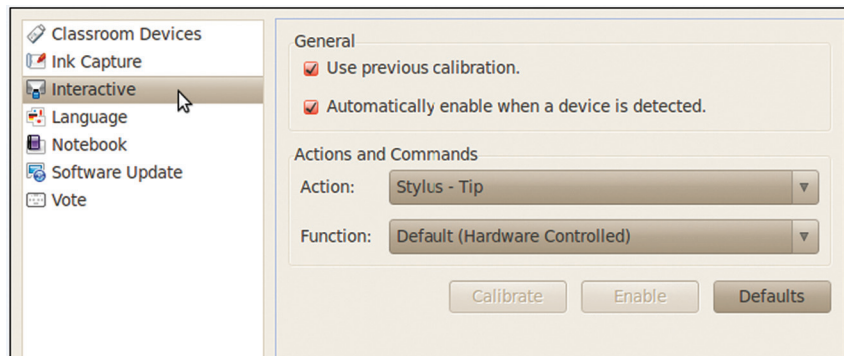 Classroom Devices
Ink Capture
Interactive
Language
Notebook
Software Update
Vote
General
Use previous calibration.
Automatically enable when a device is detected.
Actions and Commands
Action: Stylus - Tip
Function: Default (Hardware Controlled)
Calibrate Enable Defaults